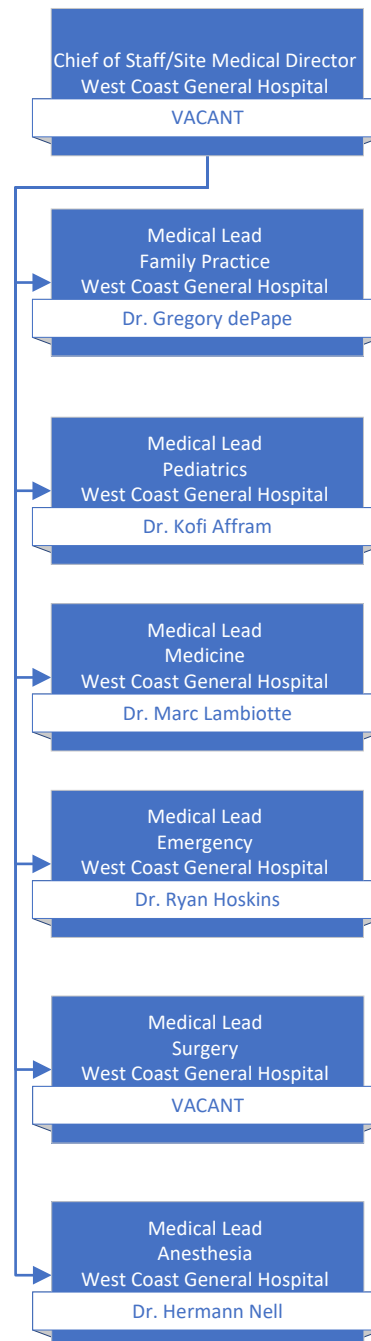 Chief of Staff/Site Medical Director
West Coast General Hospital
VACANT
Medical Lead
Family Practice
West Coast General Hospital
Dr. Gregory dePape
Medical Lead
Pediatrics
West Coast General Hospital
Dr. Kofi Affram
Medical Lead
Medicine
West Coast General Hospital
Dr. Marc Lambiotte
Medical Lead
Emergency
West Coast General Hospital
Dr. Ryan Hoskins
Medical Lead
Surgery
West Coast General Hospital
VACANT
Medical Lead
Anesthesia
West Coast General Hospital
Dr. Hermann Nell